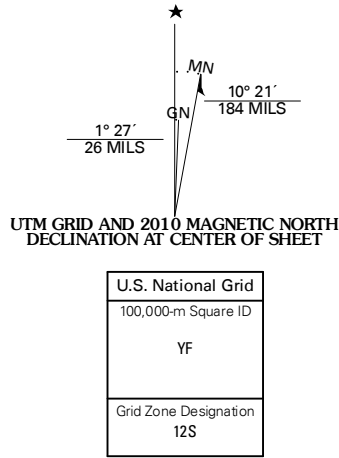 ★
MN
10° 21´
184 MILS
GN
1° 27´
26 MILS
UTM GRID AND 2010 MAGNETIC NORTH
DECLINATION AT CENTER OF SHEET
U.S. National Grid
100,000-m Square ID
YF
Grid Zone Designation
12S